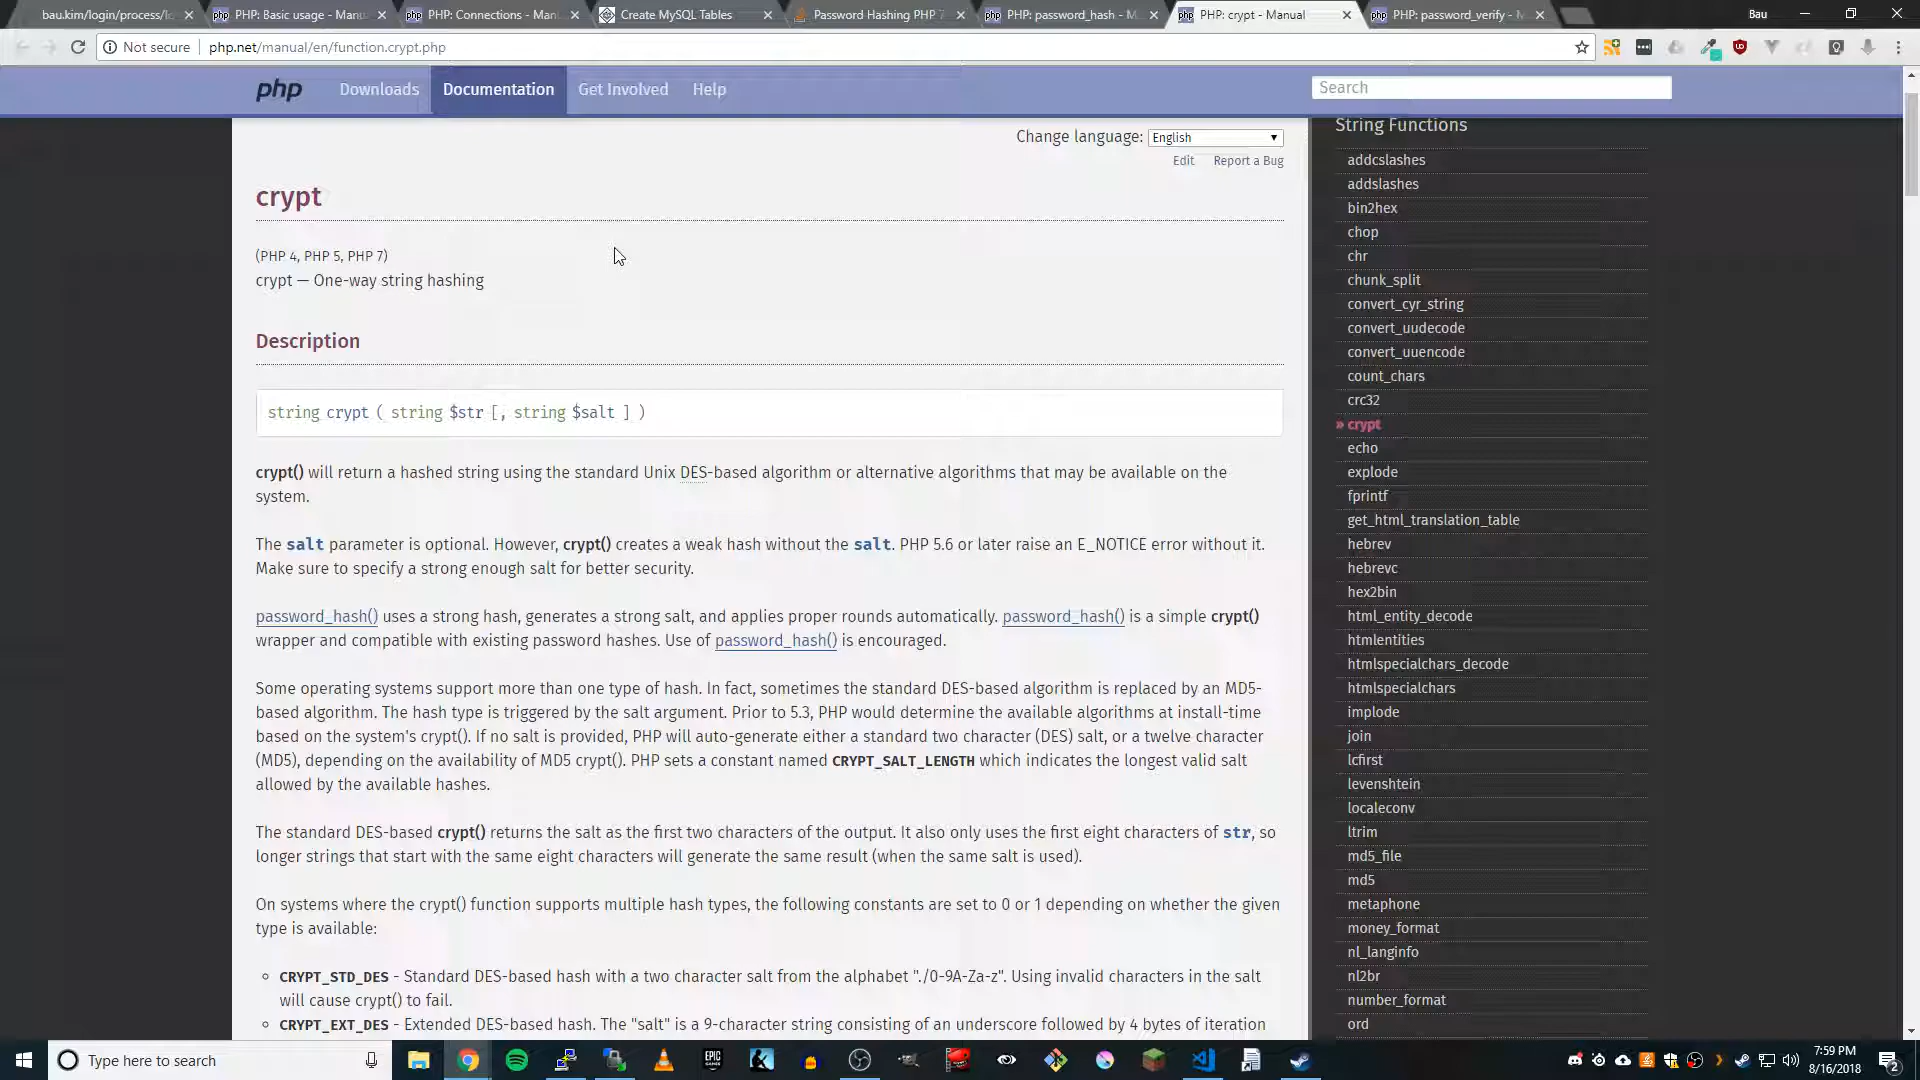 bau.kim/login/process/lo
PHP: Basic usage - Manu
PHP: Connections - Man
Create MySQL Tables
Password Hashing PHP 7
PHP: password_hash - M
PHP: crypt - Manual
PHP: password_verify - M
Bau
Not secure
php.net/manual/en/function.crypt.php
php
Downloads
Documentation
Get Involved
Help
Search
Change language: English
Edit Report a Bug
crypt
(PHP 4, PHP 5, PHP 7)
crypt — One-way string hashing
Description
string crypt ( string $str [, string $salt ] )
crypt() will return a hashed string using the standard Unix DES-based algorithm or alternative algorithms that may be available on the
system.
The salt parameter is optional. However, crypt() creates a weak hash without the salt. PHP 5.6 or later raise an E_NOTICE error without it.
Make sure to specify a strong enough salt for better security.
password_hash() uses a strong hash, generates a strong salt, and applies proper rounds automatically. password_hash() is a simple crypt()
wrapper and compatible with existing password hashes. Use of password_hash() is encouraged.
Some operating systems support more than one type of hash. In fact, sometimes the standard DES-based algorithm is replaced by an MD5-
based algorithm. The hash type is triggered by the salt argument. Prior to 5.3, PHP would determine the available algorithms at install-time
based on the system's crypt(). If no salt is provided, PHP will auto-generate either a standard two character (DES) salt, or a twelve character
(MD5), depending on the availability of MD5 crypt(). PHP sets a constant named CRYPT_SALT_LENGTH which indicates the longest valid salt
allowed by the available hashes.
The standard DES-based crypt() returns the salt as the first two characters of the output. It also only uses the first eight characters of str, so
longer strings that start with the same eight characters will generate the same result (when the same salt is used).
On systems where the crypt() function supports multiple hash types, the following constants are set to 0 or 1 depending on whether the given
type is available:
CRYPT_STD_DES - Standard DES-based hash with a two character salt from the alphabet "./0-9A-Za-z". Using invalid characters in the salt
will cause crypt() to fail.
CRYPT_EXT_DES - Extended DES-based hash. The "salt" is a 9-character string consisting of an underscore followed by 4 bytes of iteration
String Functions
addcslashes
addslashes
bin2hex
chop
chr
chunk_split
convert_cyr_string
convert_uudecode
convert_uuencode
count_chars
crc32
» crypt
echo
explode
fprintf
get_html_translation_table
hebrev
hebrevc
hex2bin
html_entity_decode
htmlentities
htmlspecialchars_decode
htmlspecialchars
implode
join
lcfirst
levenshtein
localeconv
ltrim
md5_file
md5
metaphone
money_format
nl_langinfo
nl2br
number_format
ord
Type here to search
EPIC
7:59 PM
8/16/2018
2